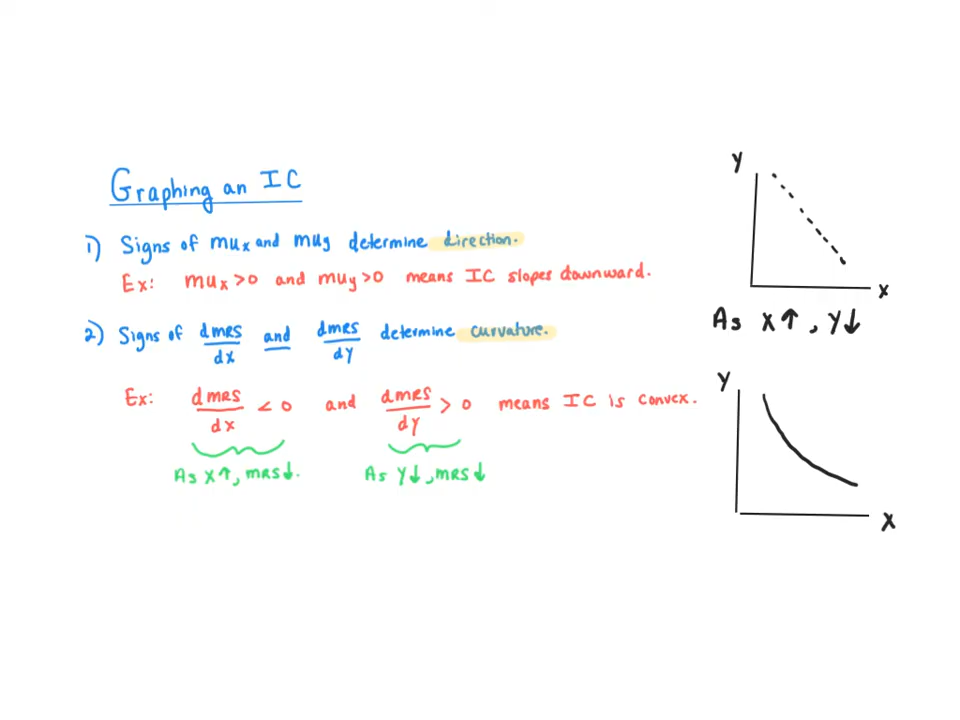 Graphing an IC
1) Signs of mux and muy determine direction.
Ex: mux > 0 and muy > 0 means IC slopes downward.
2) Signs of dmrs/dx and dmrs/dy determine curvature.
Ex: dmrs/dx < 0 and dmrs/dy > 0 means IC is convex.
As X↑, mrs↓.
As Y↓, mrs↓
Y
X
As X↑, Y↓
Y
X